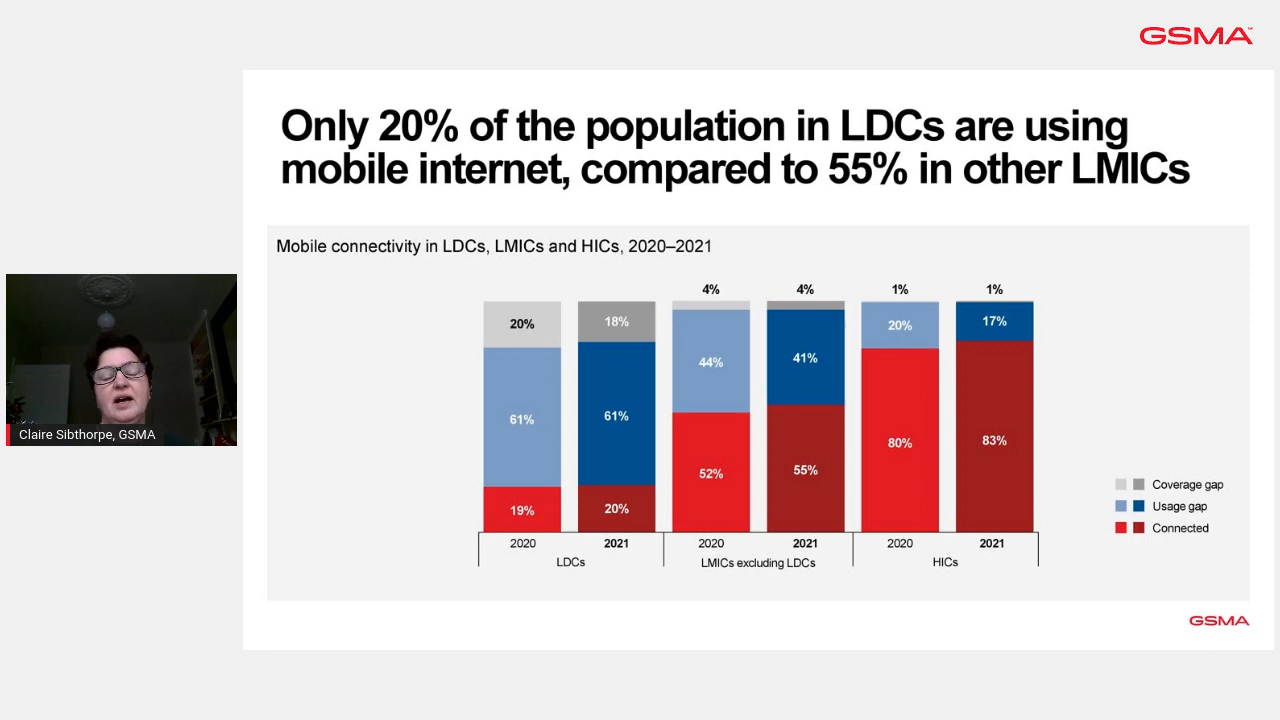 GSMA™
Only 20% of the population in LDCs are using
mobile internet, compared to 55% in other LMICs
Mobile connectivity in LDCs, LMICs and HICs, 2020–2021
4% 4% 1% 1%
20% 18% 20% 17%
44% 41%
61% 61%
52% 55% 80% 83%
19% 20%
Coverage gap
Usage gap
Connected
2020 2021 2020 2021 2020 2021
LDCs LMICs excluding LDCs HICs
Claire Sibthorpe, GSMA
GSMA